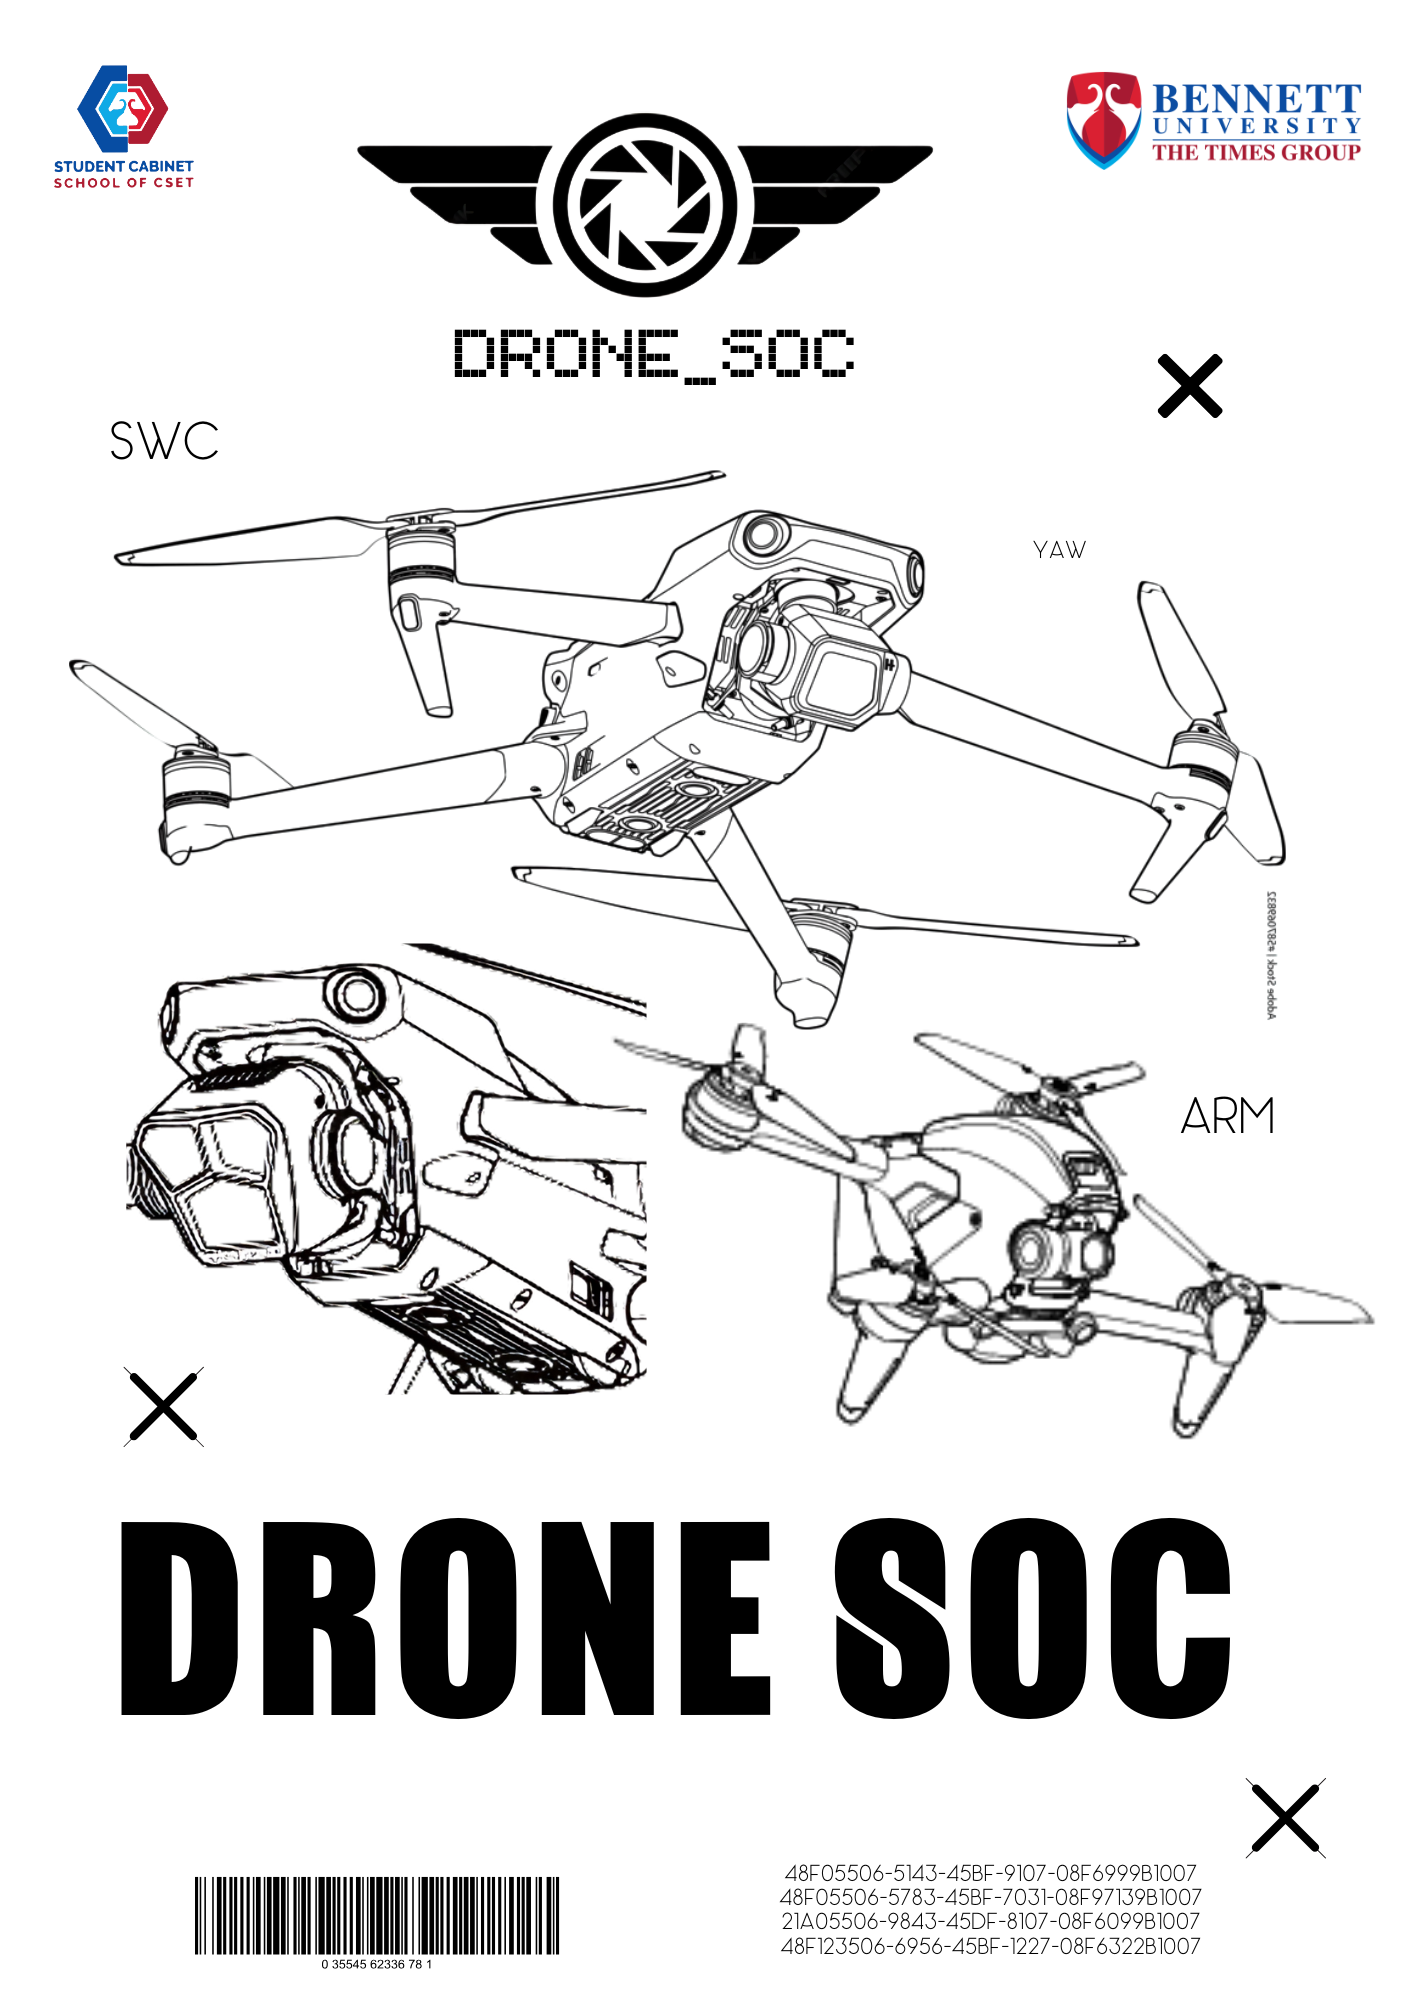 STUDENT CABINET
SCHOOL OF CSET
BENNETT
UNIVERSITY
THE TIMES GROUP
DRONE_SOC
SWC
YAW
Adobe Stock | #587069832
ARM
DRONE SOC
48F05506-5143-45BF-9107-08F6999B1007
48F05506-5783-45BF-7031-08F97139B1007
21A05506-9843-45DF-8107-08F6099B1007
48F123506-6956-45BF-1227-08F6322B1007
0 35545 62336 78 1